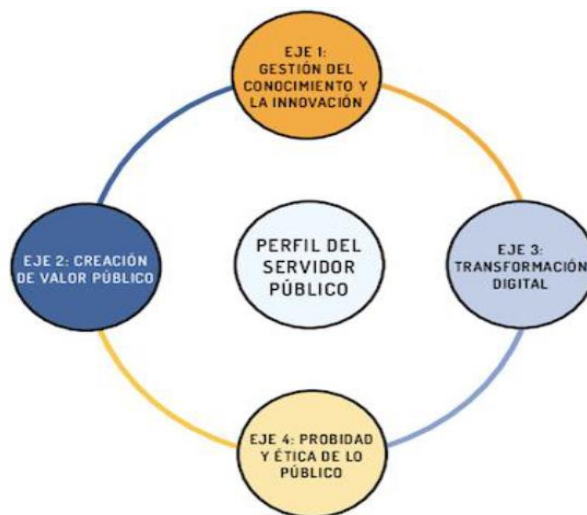 EJE 1:
GESTIÓN DEL
CONOCIMIENTO Y
LA INNOVACIÓN
EJE 2: CREACIÓN
DE VALOR PÚBLICO
PERFIL DEL
SERVIDOR
PÚBLICO
EJE 3:
TRANSFORMACIÓN
DIGITAL
EJE 4: PROBIDAD
Y ÉTICA DE LO
PÚBLICO